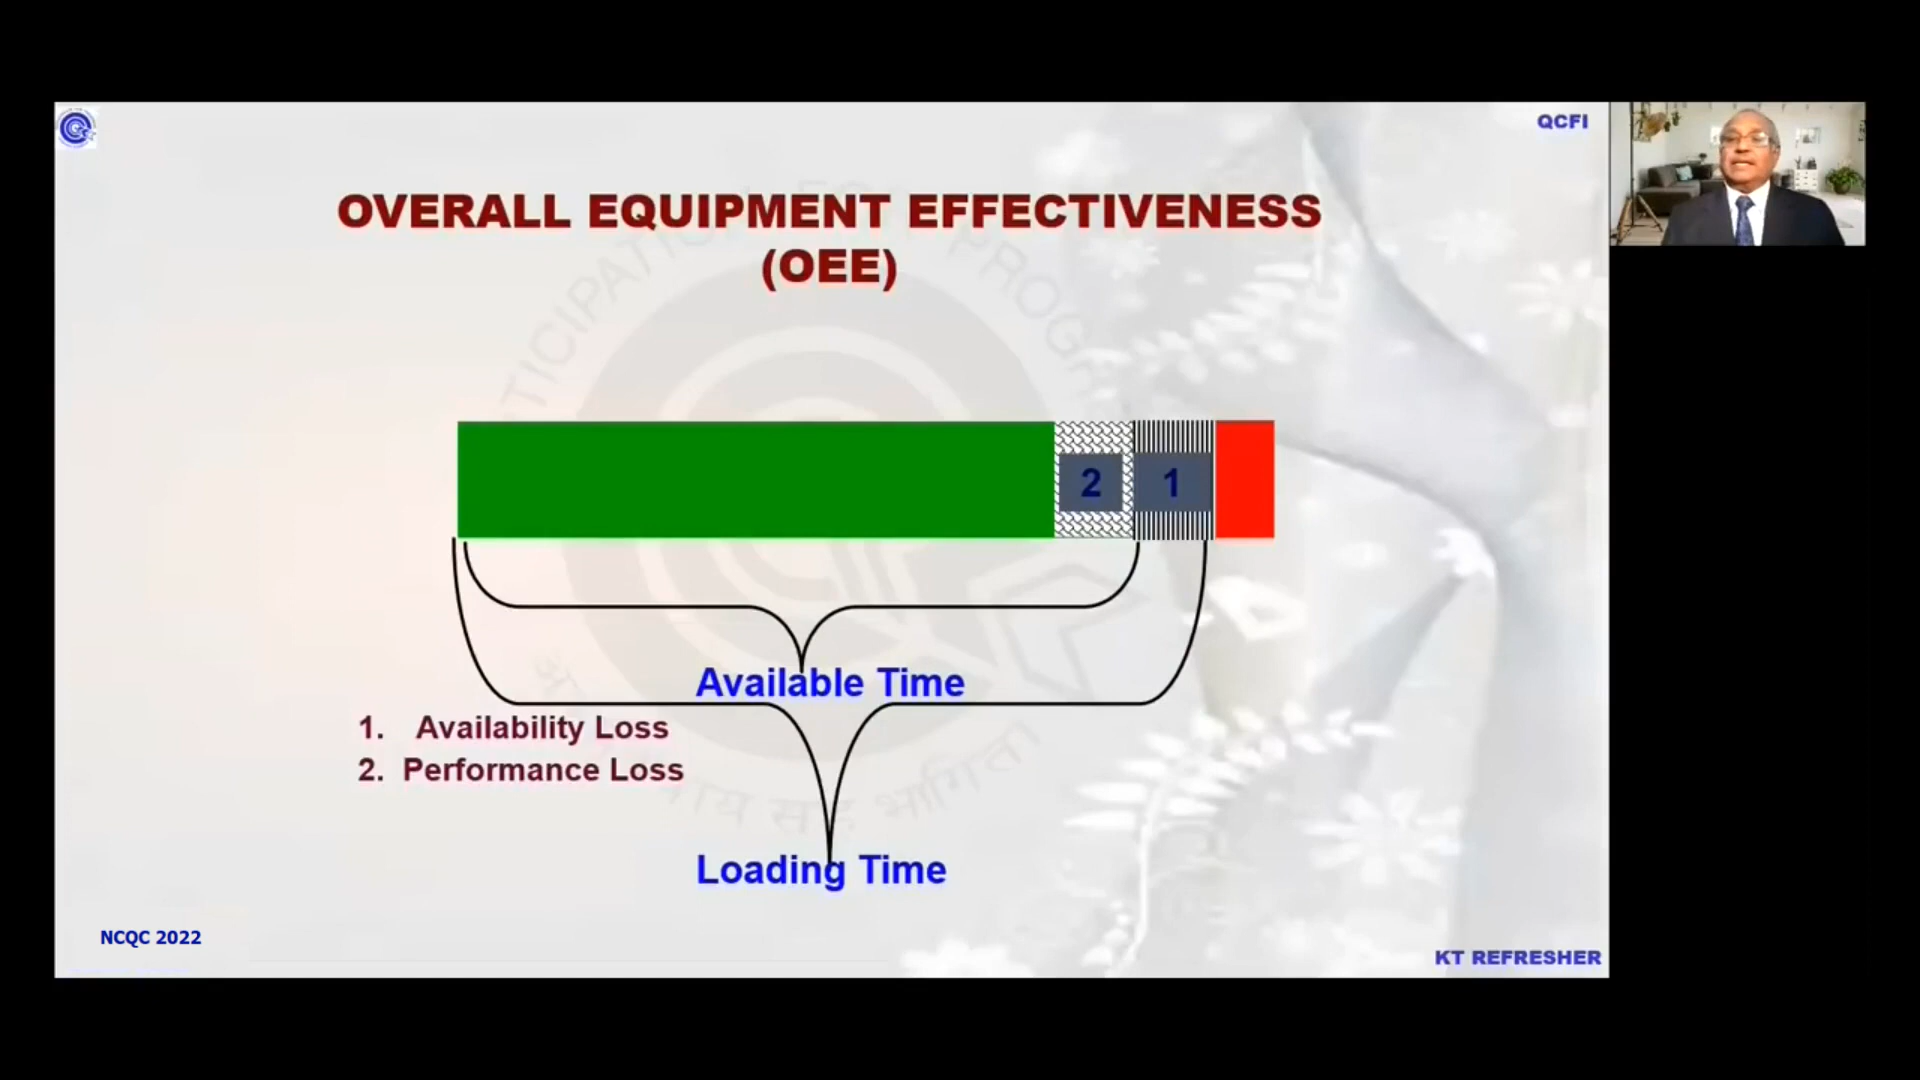 QCFI
OVERALL EQUIPMENT EFFECTIVENESS
(OEE)
2 1
Available Time
1. Availability Loss
2. Performance Loss
Loading Time
NCQC 2022
KT REFRESHER